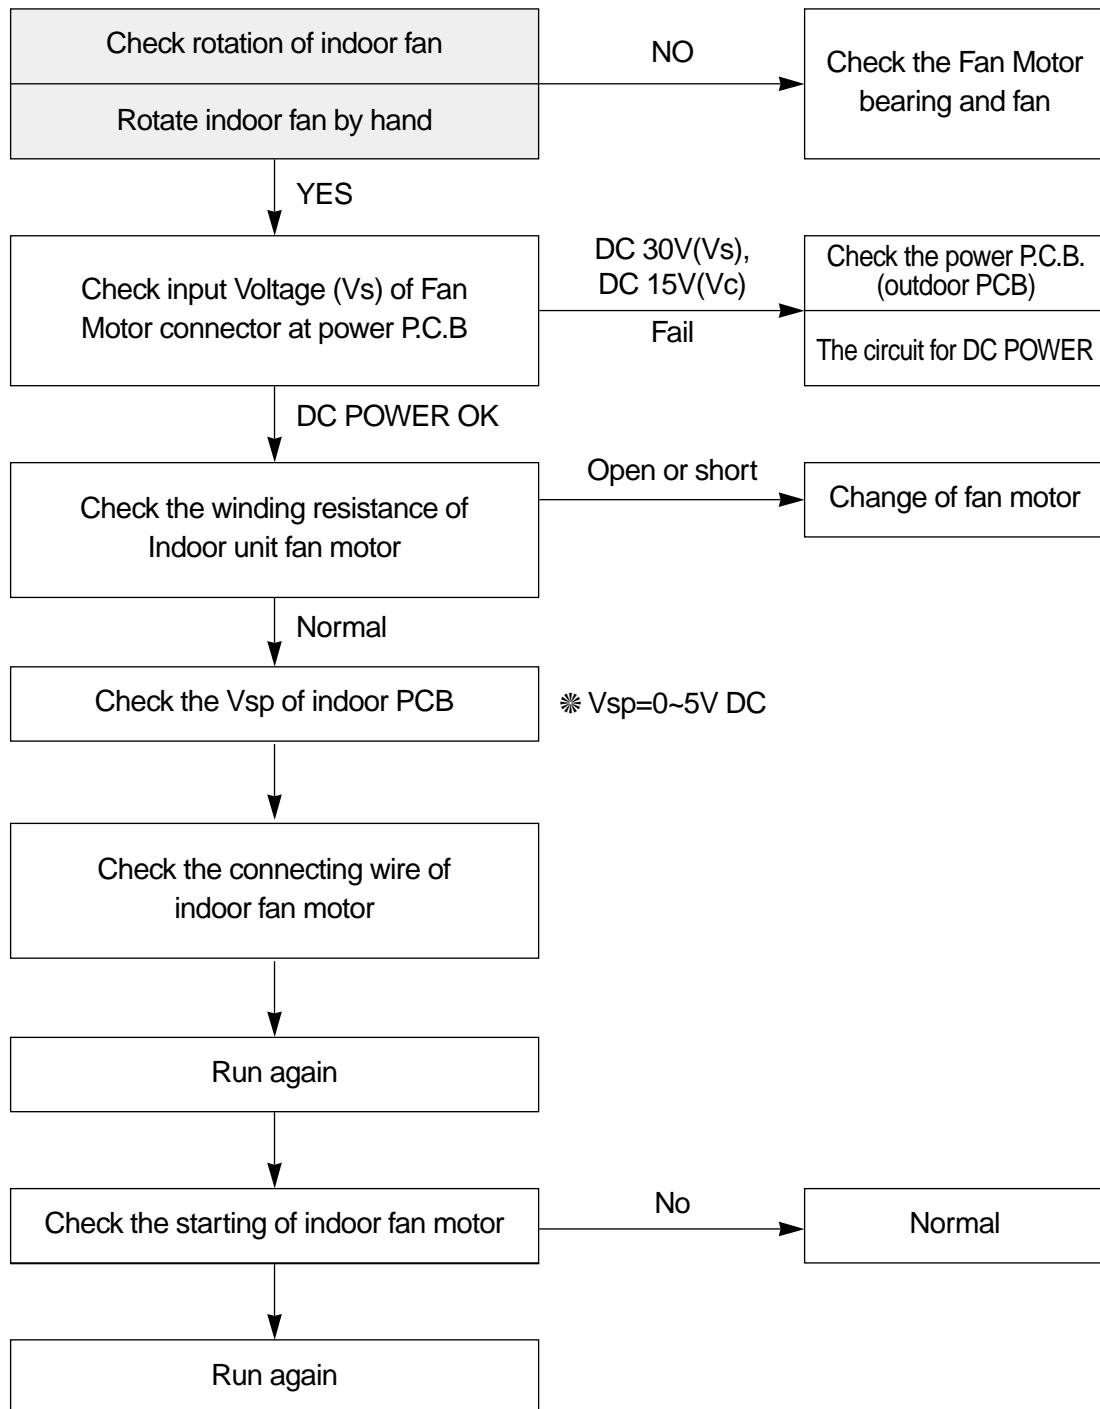 Check rotation of indoor fan
NO
Check the Fan Motor
bearing and fan
Rotate indoor fan by hand
YES
Check input Voltage (Vs) of Fan
Motor connector at power P.C.B
DC 30V(Vs),
DC 15V(Vc)
Fail
Check the power P.C.B.
(outdoor PCB)
The circuit for DC POWER
DC POWER OK
Check the winding resistance of
Indoor unit fan motor
Open or short
Change of fan motor
Normal
Check the Vsp of indoor PCB
❋ Vsp=0~5V DC
Check the connecting wire of
indoor fan motor
Run again
Check the starting of indoor fan motor
No
Normal
Run again